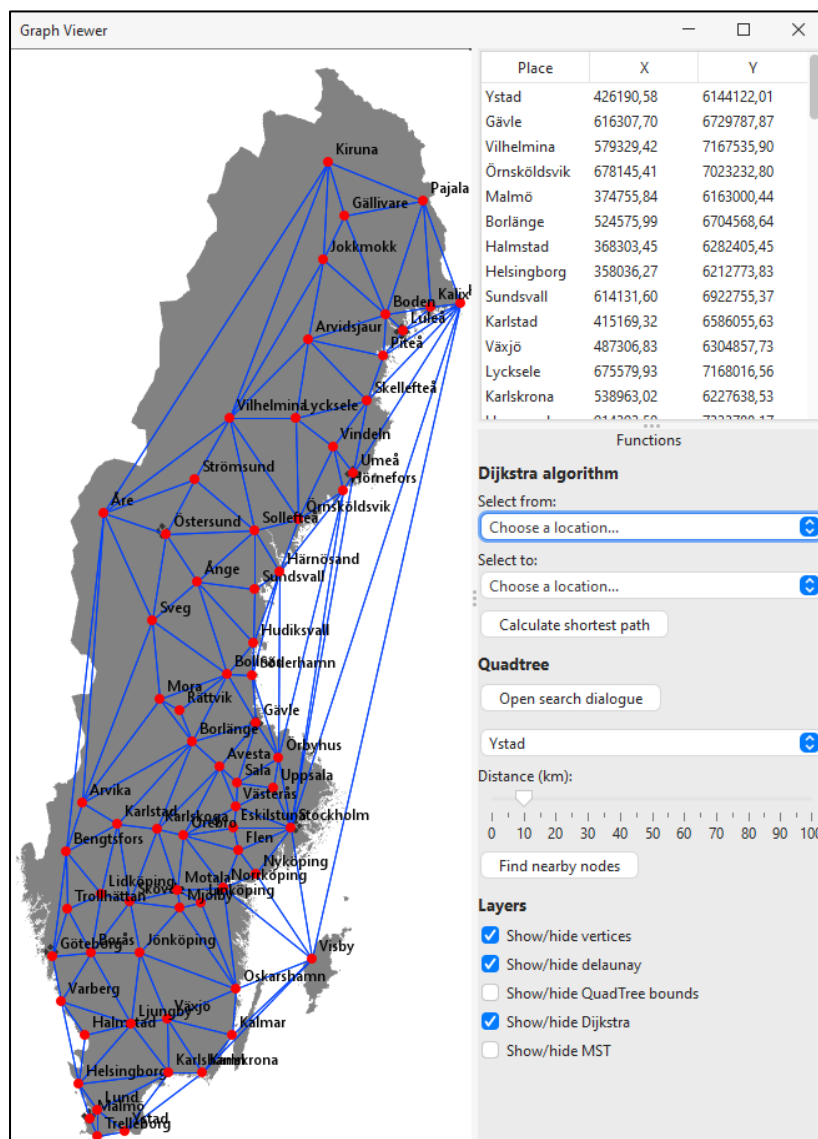 Graph Viewer
Place X Y
Ystad 426190,58 6144122,01
Gävle 616307,70 6729787,87
Vilhelmina 579329,42 7167535,90
Örnsköldsvik 678145,41 7023232,80
Malmö 374755,84 6163000,44
Borlänge 524575,99 6704568,64
Halmstad 368303,45 6282405,45
Helsingborg 358036,27 6212773,83
Sundsvall 614131,60 6922755,37
Karlstad 415169,32 6586055,63
Växjö 487306,83 6304857,73
Lycksele 675579,93 7168016,56
Karlskrona 538963,02 6227638,53
Functions
Dijkstra algorithm
Select from:
Choose a location...
Select to:
Choose a location...
Calculate shortest path
Quadtree
Open search dialogue
Ystad
Distance (km):
0 10 20 30 40 50 60 70 80 90 100
Find nearby nodes
Layers
Show/hide vertices
Show/hide delaunay
Show/hide QuadTree bounds
Show/hide Dijkstra
Show/hide MST
Kiruna
Pajala
Gällivare
Jokkmokk
Kalix
Boden
Luleå
Arvidsjaur
Piteå
Skellefteå
Vilhelmina
Lycksele
Vindeln
Umeå
Hörnefors
Strömsund
Åre
Örnsköldsvik
Östersund
Sollefteå
Härnösand
Ånge
Sundsvall
Sveg
Hudiksvall
Söderhamn
Mora
Rättvik
Gävle
Borlänge
Örbyhus
Avesta
Sala
Uppsala
Västerås
Arvika
Karlstad
Karlskoga
Örebro
Eskilstuna
Stockholm
Bengtsfors
Flen
Nyköping
Norrköping
Motala
Lidköping
Linköping
Mjölby
Trollhättan
Göteborg
Borås
Jönköping
Visby
Oskarshamn
Varberg
Växjö
Ljungby
Halmstad
Kalmar
Karlshamn
Karlskrona
Helsingborg
Lund
Malmö
Ystad
Trelleborg